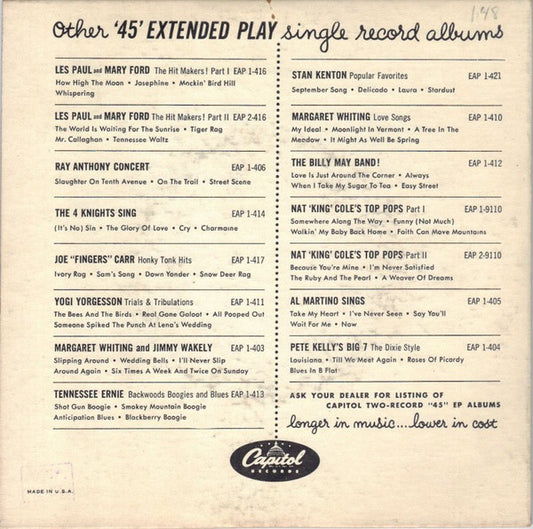 1.48
Other '45' EXTENDED PLAY single record albums
LES PAUL and MARY FORD The Hit Makers! Part I EAP 1-416
How High The Moon • Josephine • Mockin' Bird Hill
Whispering
LES PAUL and MARY FORD The Hit Makers! Part II EAP 2-416
The World Is Waiting For The Sunrise • Tiger Rag
Mr. Callaghan • Tennessee Waltz
RAY ANTHONY CONCERT EAP 1-406
Slaughter On Tenth Avenue • On The Trail • Street Scene
THE 4 KNIGHTS SING EAP 1-414
(It's No) Sin • The Glory Of Love • Cry • Charmaine
JOE "FINGERS" CARR Honky Tonk Hits EAP 1-417
Ivory Rag • Sam's Song • Down Yonder • Snow Deer Rag
YOGI YORGESSON Trials & Tribulations EAP 1-411
The Bees And The Birds • Real Gone Galoot • All Pooped Out
Someone Spiked The Punch At Lena's Wedding
MARGARET WHITING and JIMMY WAKELY EAP 1-403
Slipping Around • Wedding Bells • I'll Never Slip
Around Again • Six Times A Week And Twice On Sunday
TENNESSEE ERNIE Backwoods Boogies and Blues EAP 1-413
Shot Gun Boogie • Smokey Mountain Boogie
Anticipation Blues • Blackberry Boogie
STAN KENTON Popular Favorites EAP 1-421
September Song • Delicado • Laura • Stardust
MARGARET WHITING Love Songs EAP 1-410
My Ideal • Moonlight In Vermont • A Tree In The
Meadow • It Might As Well Be Spring
THE BILLY MAY BAND! EAP 1-412
Love Is Just Around The Corner • Always
When I Take My Sugar To Tea • Easy Street
NAT 'KING' COLE'S TOP POPS Part I EAP 1-9110
Somewhere Along The Way • Funny (Not Much)
Walkin' My Baby Back Home • Faith Can Move Mountains
NAT 'KING' COLE'S TOP POPS Part II EAP 2-9110
Because You're Mine • I'm Never Satisfied
The Ruby And The Pearl • A Weaver Of Dreams
AL MARTINO SINGS EAP 1-405
Take My Heart • I've Never Seen • Say You'll
Wait For Me • Now
PETE KELLY'S BIG 7 The Dixie Style EAP 1-404
Louisiana • Till We Meet Again • Roses Of Picardy
Blues In B Flat
ASK YOUR DEALER FOR LISTING OF
CAPITOL TWO-RECORD "45" EP ALBUMS
longer in music...lower in cost
Capitol
RECORDS
MADE IN U.S.A.